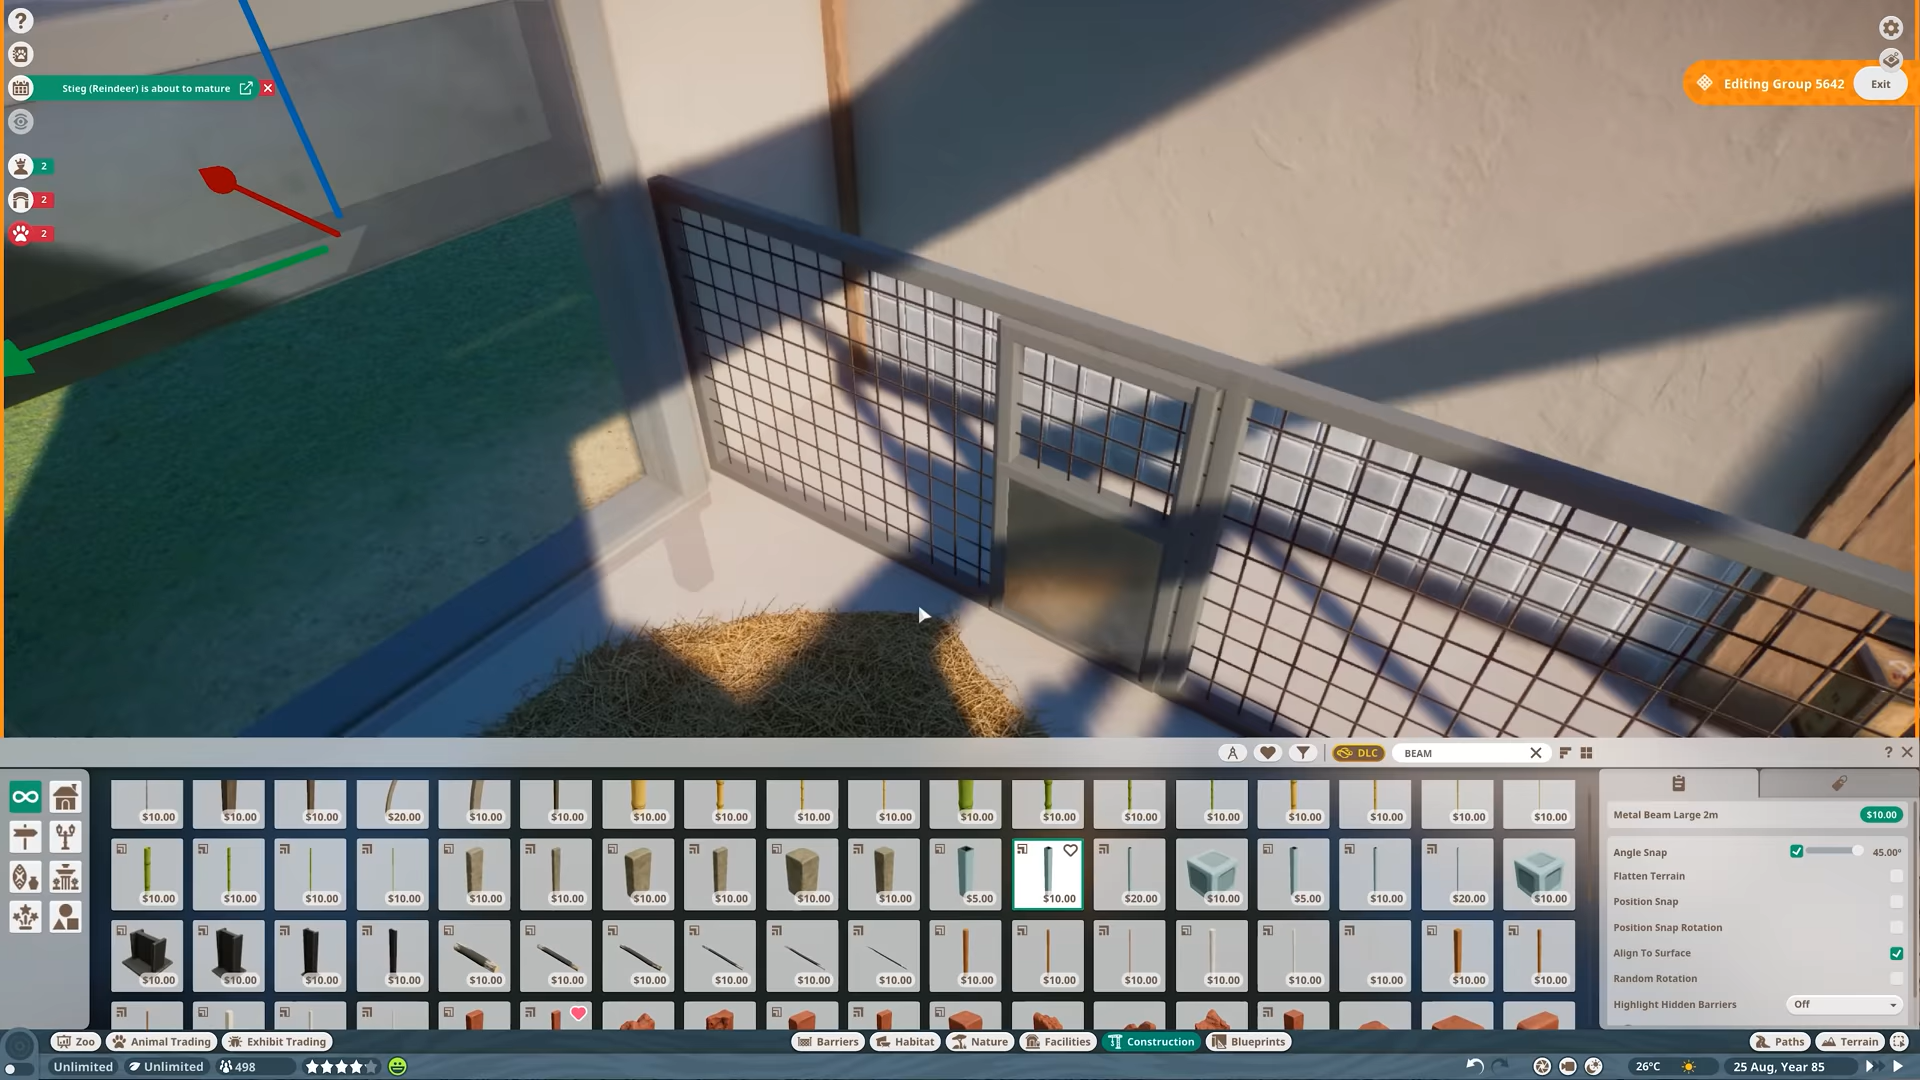 ?
Stieg (Reindeer) is about to mature
2
2
2
Editing Group 5642
Exit
DLC
BEAM
?
$10.00 $10.00 $10.00 $20.00 $10.00 $10.00 $10.00 $10.00 $10.00 $10.00 $10.00 $10.00 $10.00 $10.00 $10.00 $10.00 $10.00 $10.00
$10.00 $10.00 $10.00 $10.00 $10.00 $10.00 $10.00 $10.00 $10.00 $10.00 $5.00 $10.00 $20.00 $10.00 $5.00 $10.00 $20.00 $10.00
$10.00 $10.00 $10.00 $10.00 $10.00 $10.00 $10.00 $10.00 $10.00 $10.00 $10.00 $10.00 $10.00 $10.00 $10.00 $10.00 $10.00 $10.00
Metal Beam Large 2m $10.00
Angle Snap 45.00°
Flatten Terrain
Position Snap
Position Snap Rotation
Align To Surface
Random Rotation
Highlight Hidden Barriers Off
Zoo Animal Trading Exhibit Trading Barriers Habitat Nature Facilities Construction Blueprints Paths Terrain
Unlimited Unlimited 498 26°C 25 Aug, Year 85